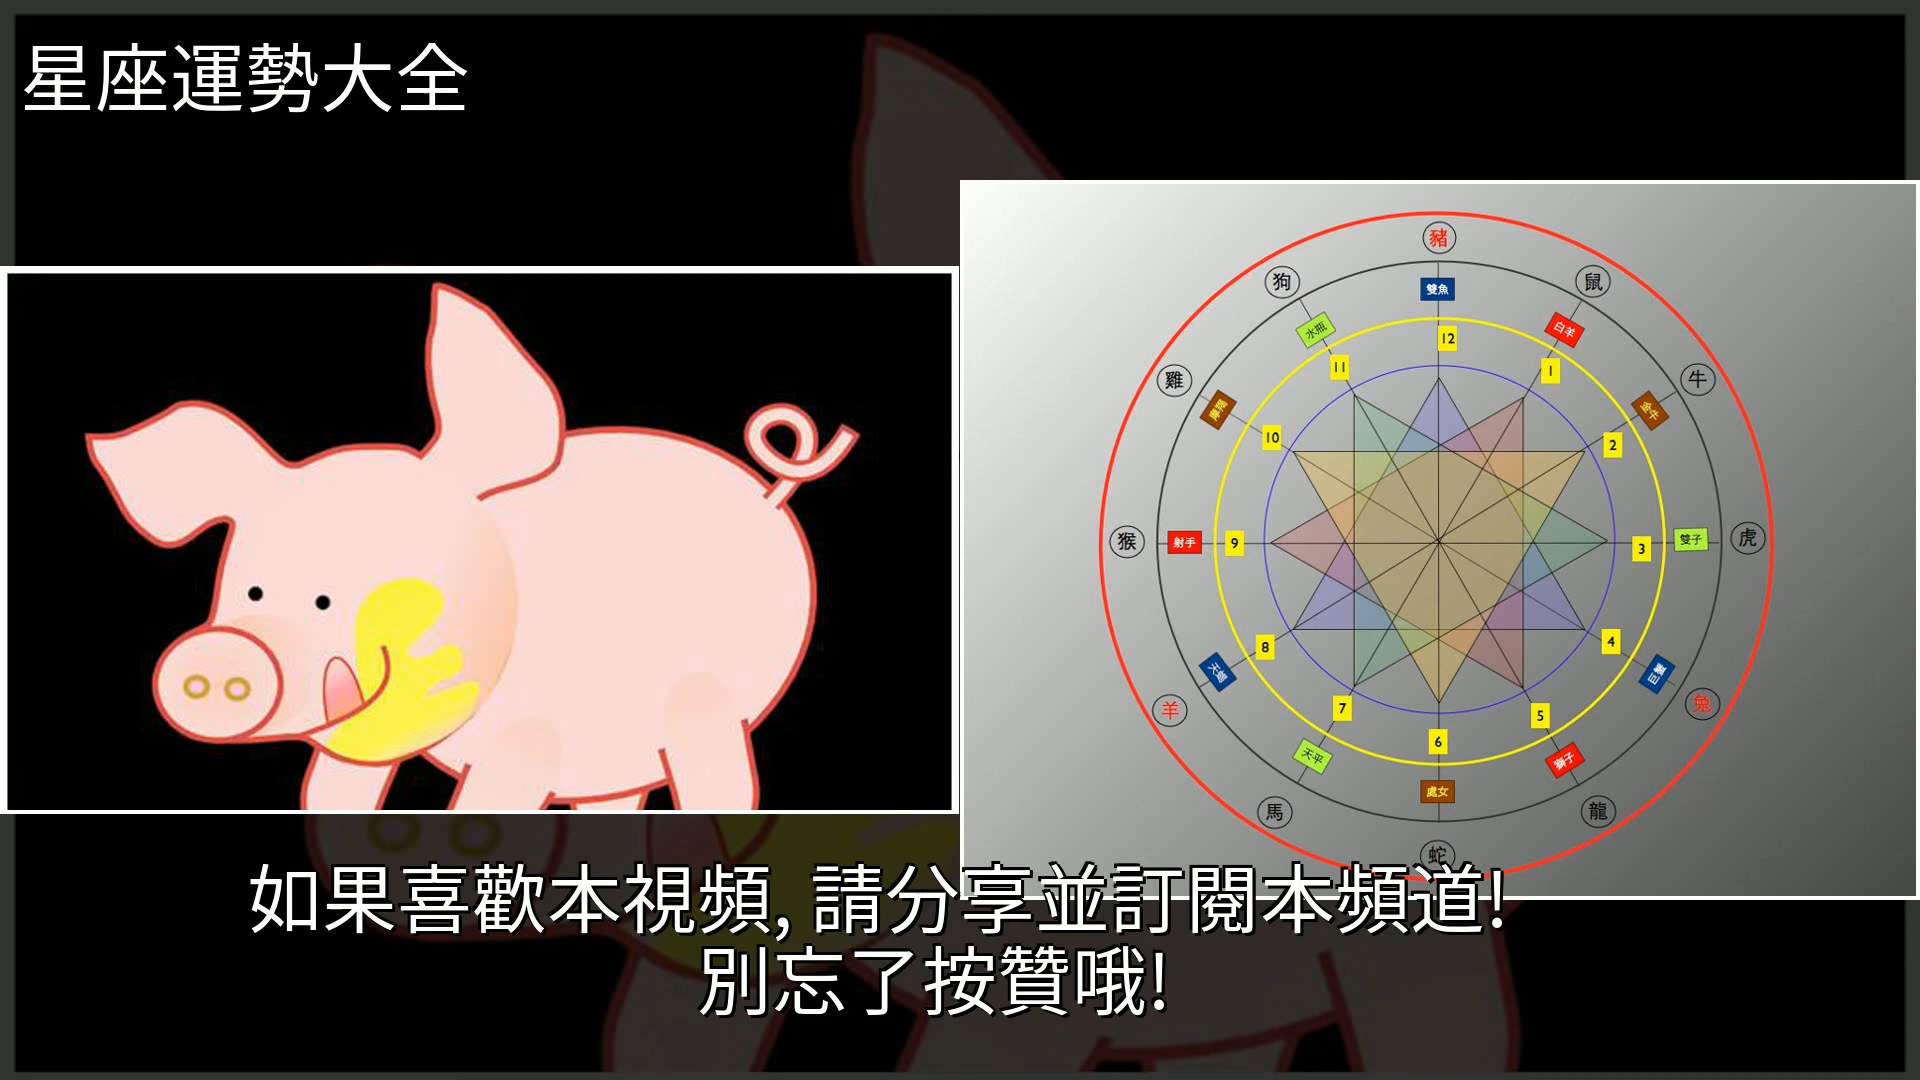 星座運勢大全
豬
狗
鼠
雙魚
水瓶
白羊
12
11
1
雞
牛
摩羯
金牛
10
2
猴
射手
9
3
雙子
虎
8
4
天蠍
巨蟹
羊
兔
7
5
6
天平
獅子
處女
馬
龍
蛇
如果喜歡本視頻, 請分享並訂閱本頻道!
別忘了按贊哦!